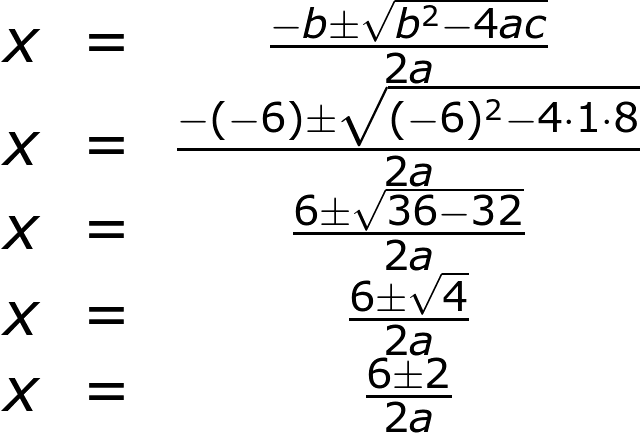 x = (-b±√(b²-4ac))/(2a)
x = (-(-6)±√((-6)²-4·1·8))/(2a)
x = (6±√(36-32))/(2a)
x = (6±√4)/(2a)
x = (6±2)/(2a)